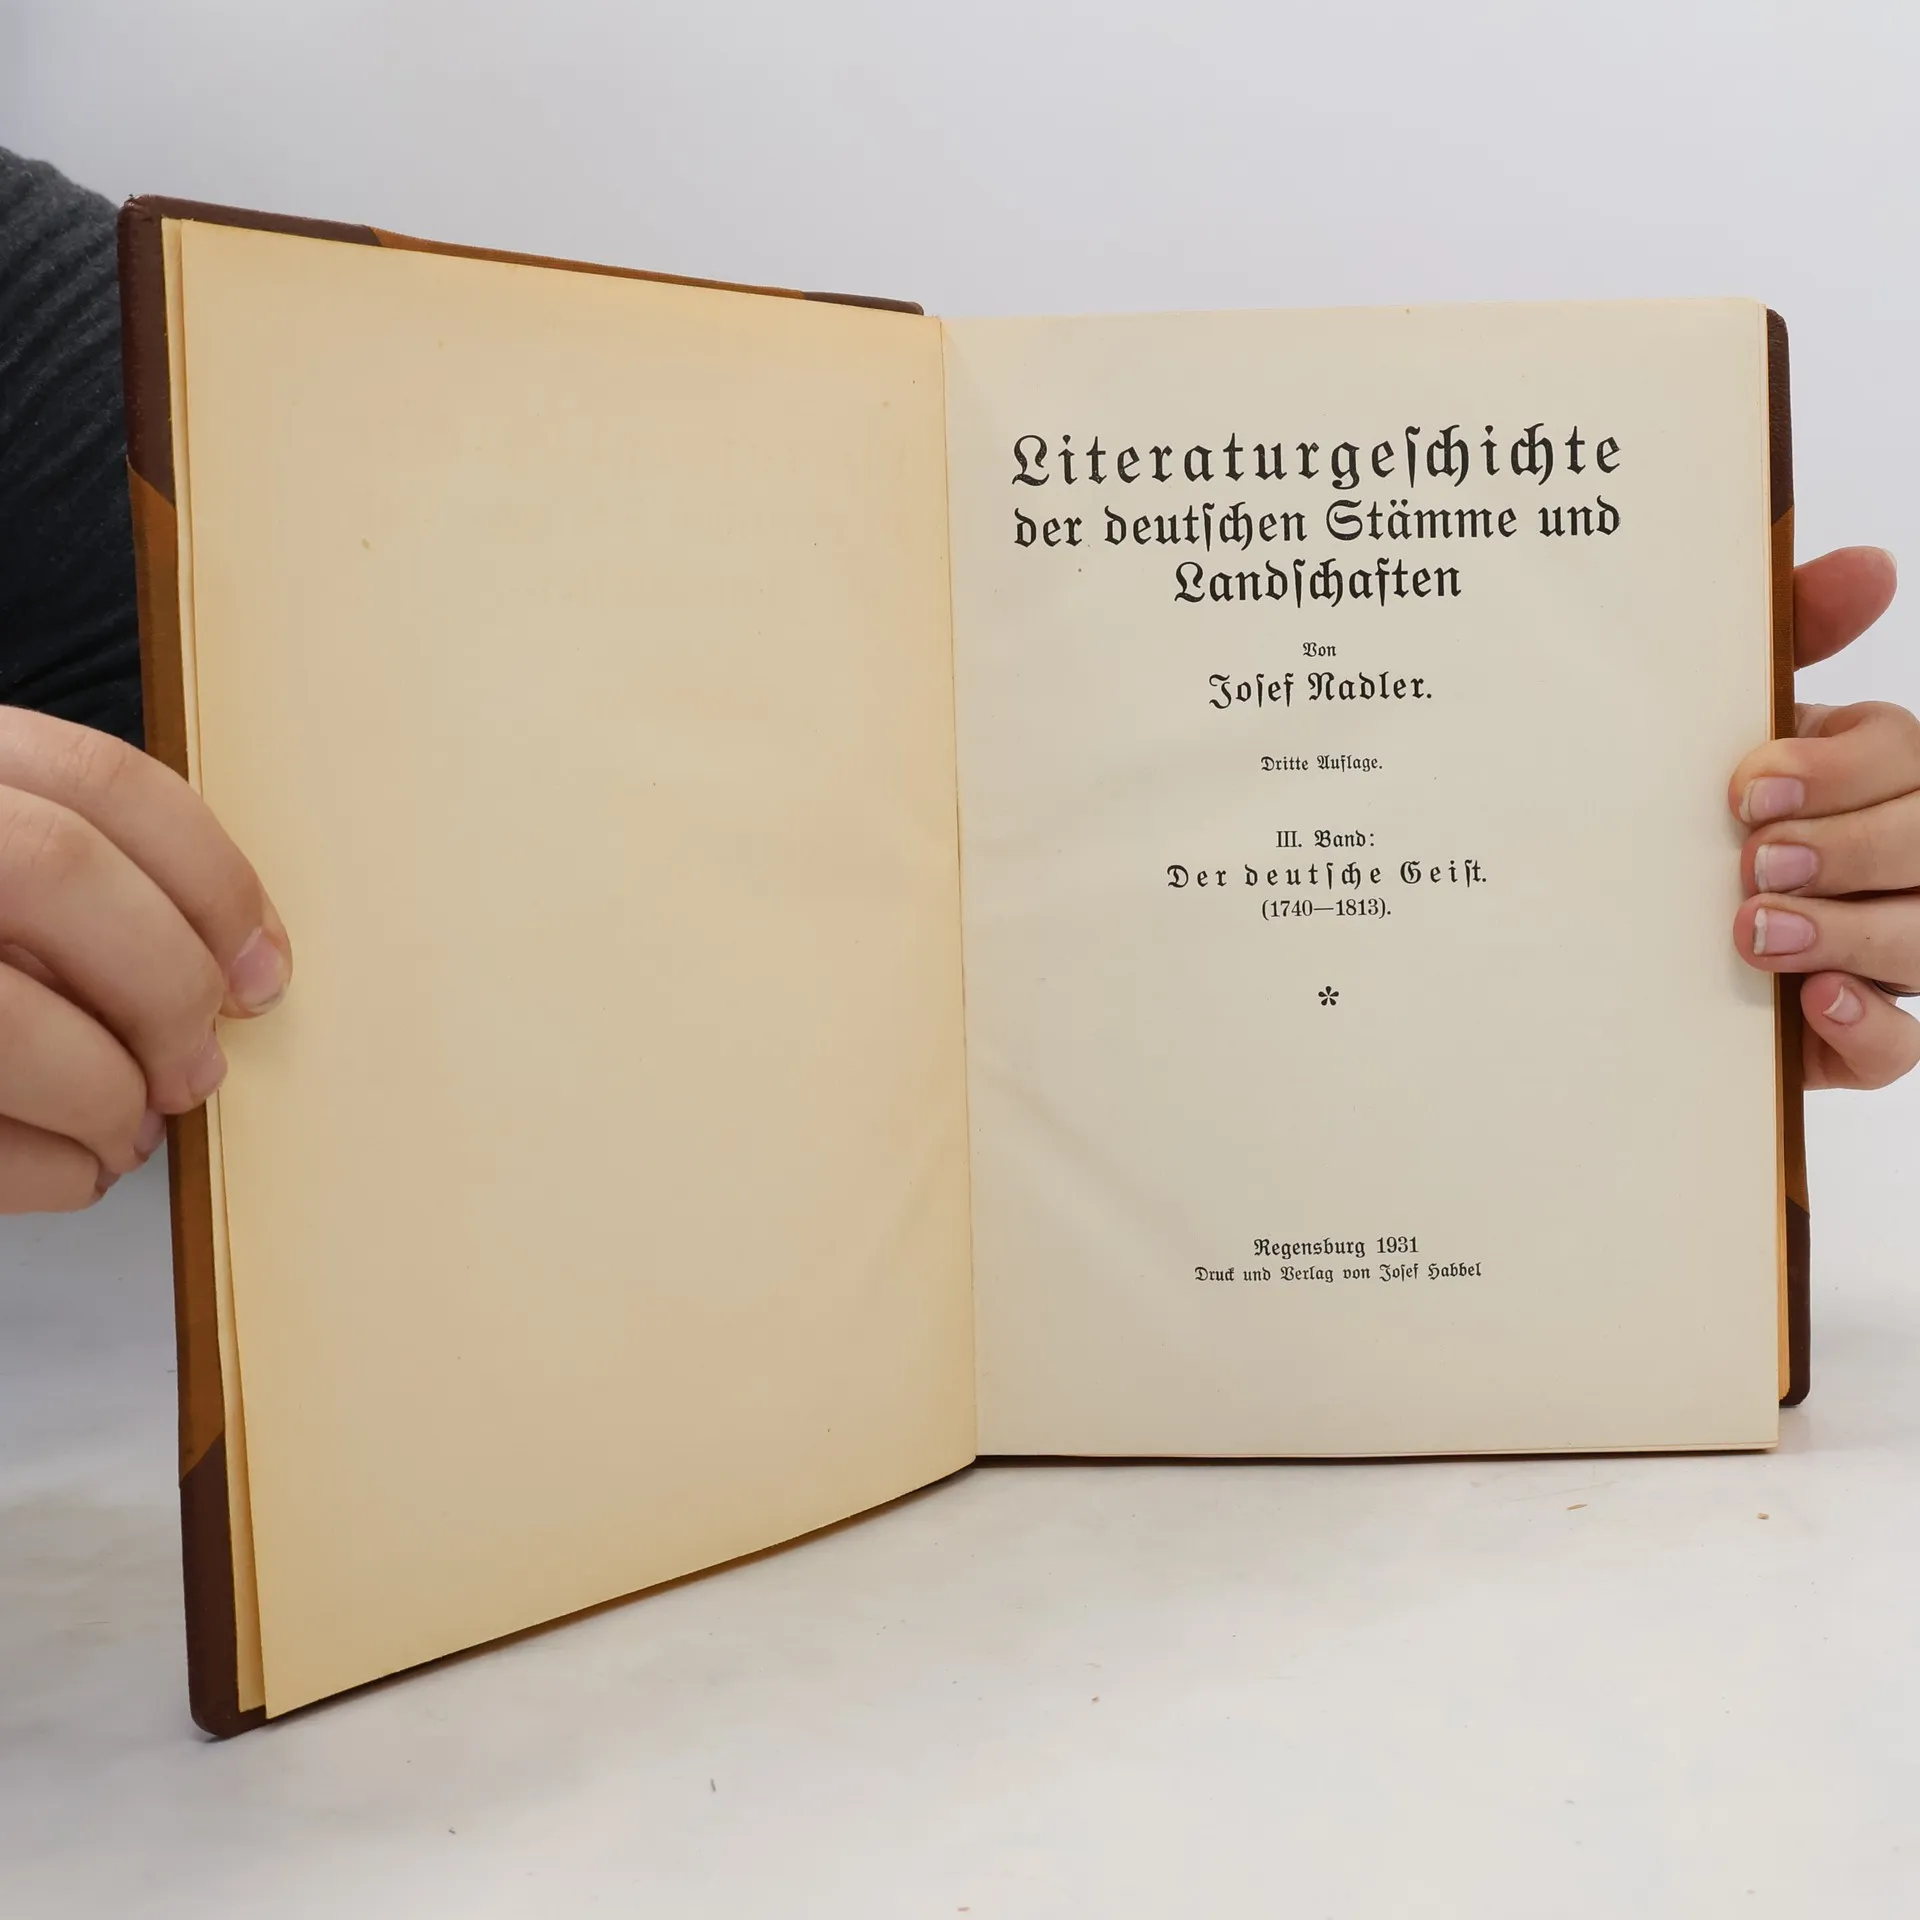 Literaturgeschichte
der deutschen Stämme und
Landschaften
Von
Josef Nadler.
Dritte Auflage.
III. Band:
Der deutsche Geist.
(1740—1813).
*
Regensburg 1931
Druck und Verlag von Josef Habbel